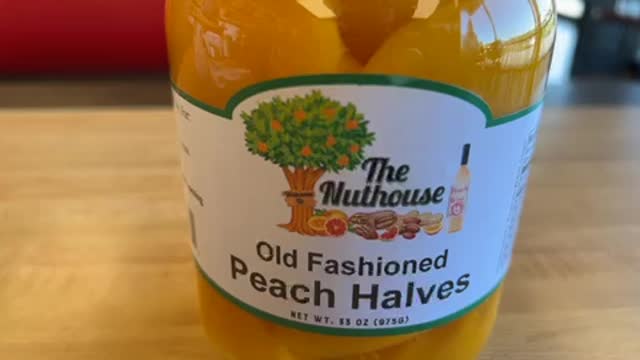 The
Nuthouse
Old Fashioned
Peach Halves
NET WT. 33 OZ (975G)